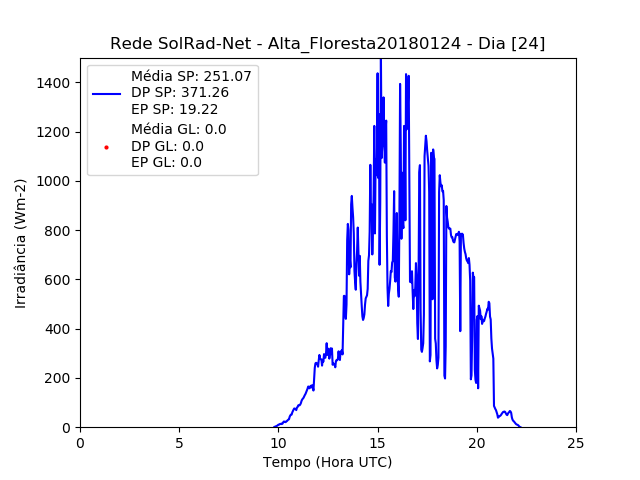 Rede SolRad-Net - Alta_Floresta20180124 - Dia [24]
Média SP: 251.07
DP SP: 371.26
EP SP: 19.22
Média GL: 0.0
DP GL: 0.0
EP GL: 0.0
Irradiância (Wm-2)
1400
1200
1000
800
600
400
200
0
0 5 10 15 20 25
Tempo (Hora UTC)